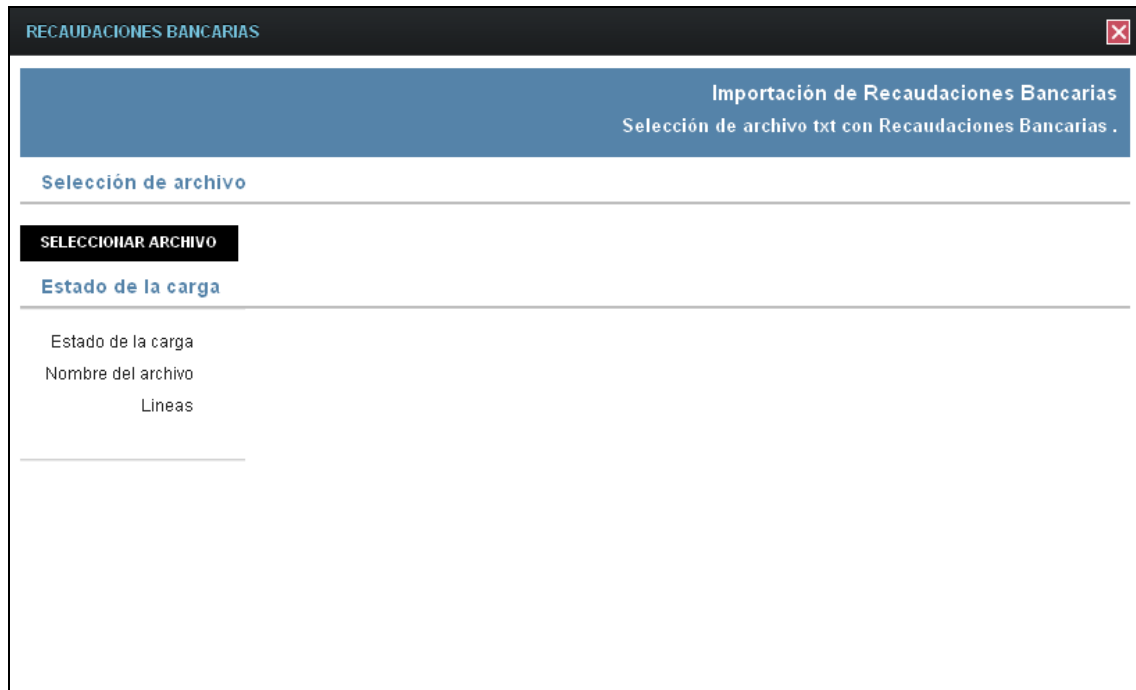 RECAUDACIONES BANCARIAS
Importación de Recaudaciones Bancarias
Selección de archivo txt con Recaudaciones Bancarias .
Selección de archivo
SELECCIONAR ARCHIVO
Estado de la carga
Estado de la carga
Nombre del archivo
Lineas